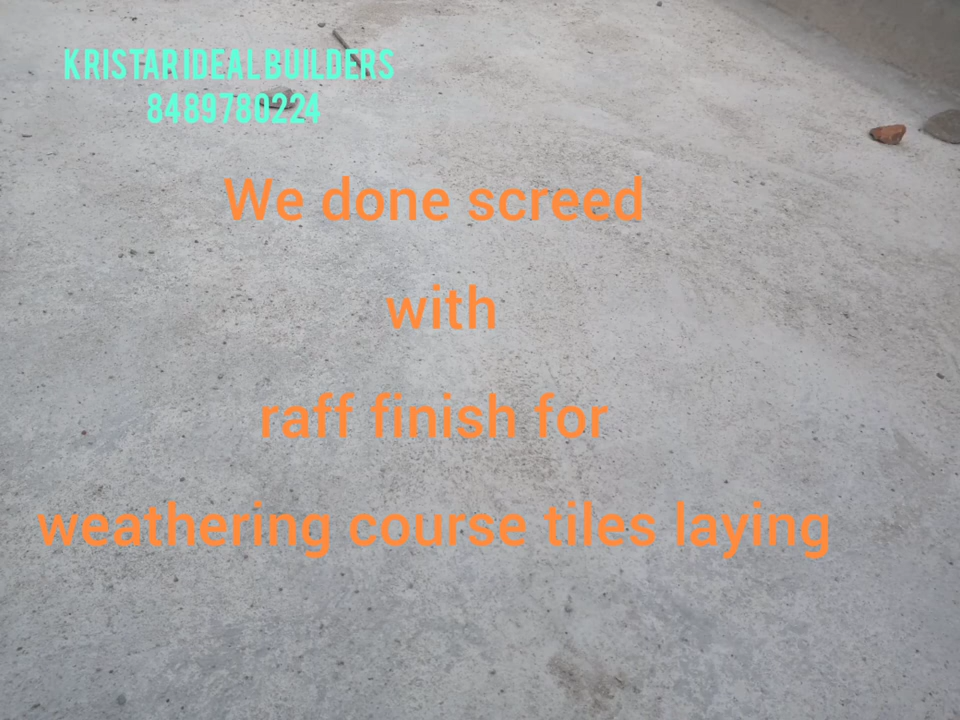 KRISTAR IDEAL BUILDERS
8489780224
We done screed
with
raff finish for
weathering course tiles laying